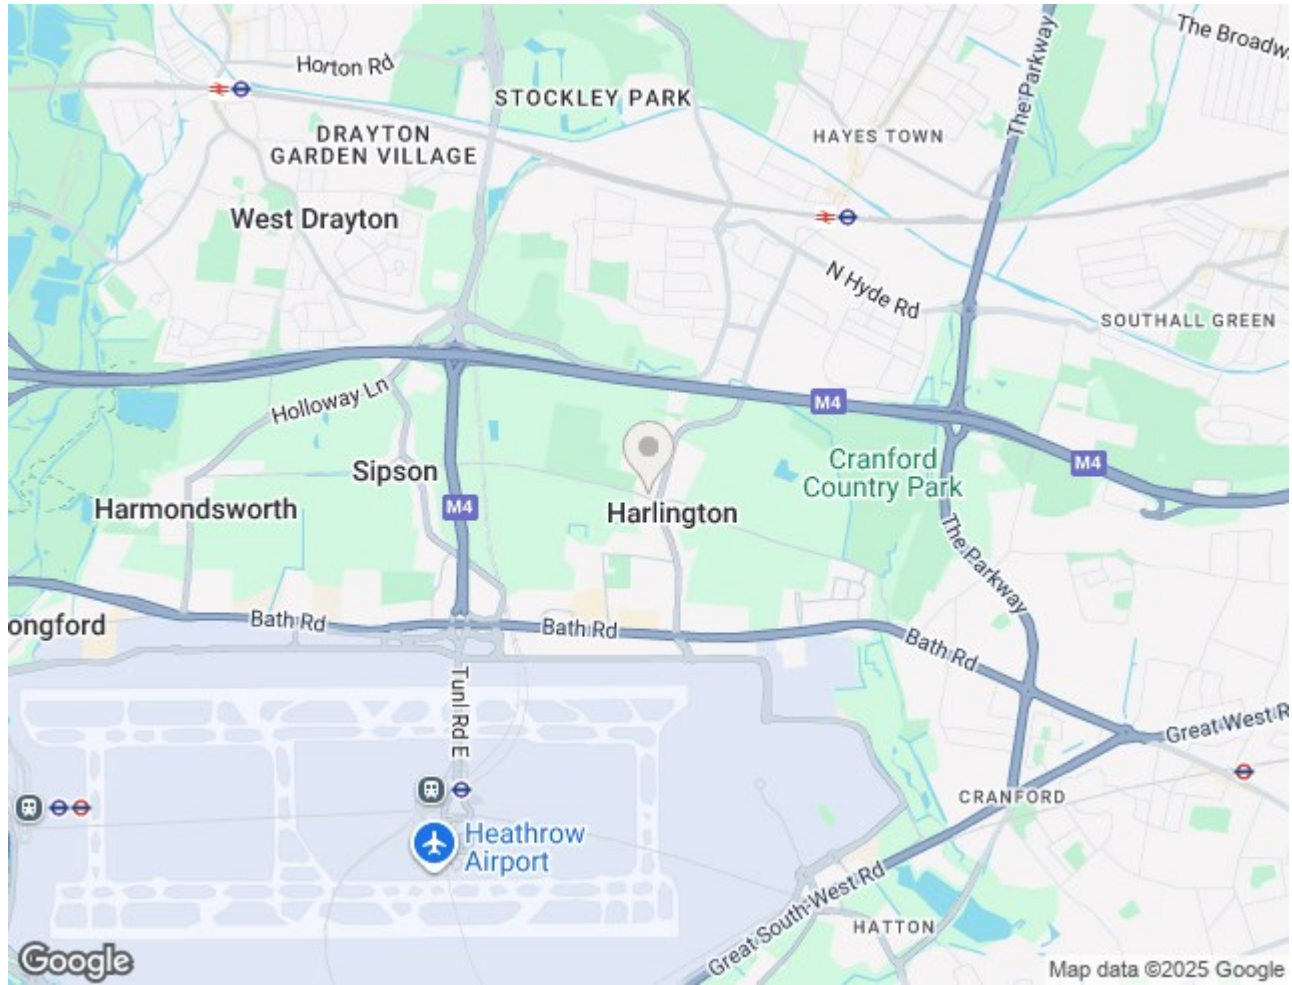 The Broadw
The Parkway
Horton Rd
STOCKLEY PARK
DRAYTON
GARDEN VILLAGE
HAYES TOWN
West Drayton
N Hyde Rd
SOUTHALL GREEN
Holloway Ln
M4
Sipson
Cranford
Country Park
M4
Harmondsworth
M4
Harlington
The Parkway
ongford
Bath Rd
Bath Rd
Bath Rd
Tunl Rd E
Great West R
CRANFORD
Heathrow
Airport
Great South-West Rd
HATTON
Google
Map data ©2025 Google